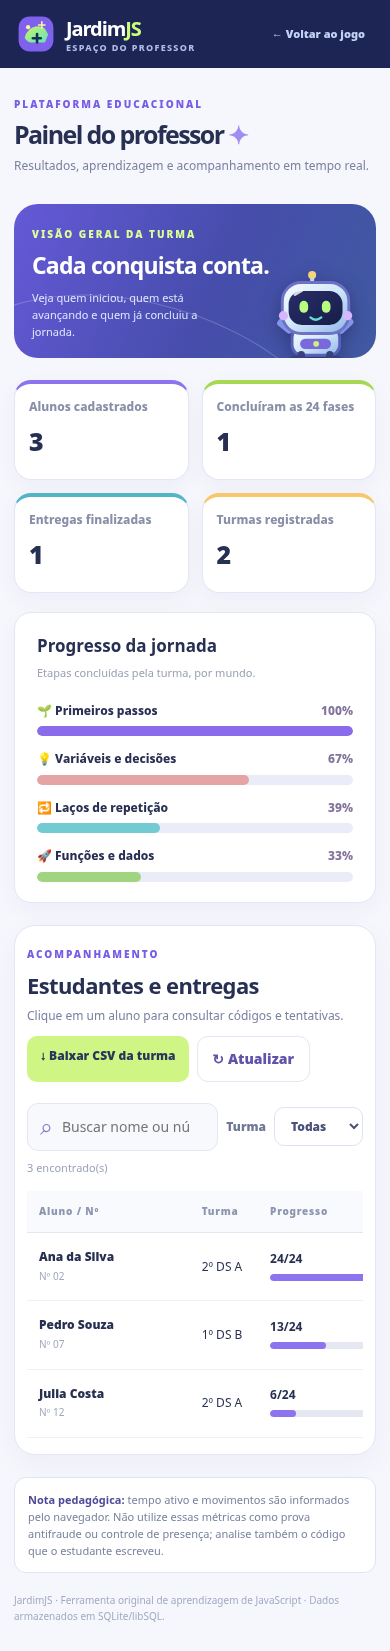 JardimJS
ESPAÇO DO PROFESSOR
← Voltar ao jogo
PLATAFORMA EDUCACIONAL
Painel do professor ✦
Resultados, aprendizagem e acompanhamento em tempo real.
VISÃO GERAL DA TURMA
Cada conquista conta.
Veja quem iniciou, quem está
avançando e quem já concluiu a
jornada.
Alunos cadastrados
3
Concluíram as 24 fases
1
Entregas finalizadas
1
Turmas registradas
2
Progresso da jornada
Etapas concluídas pela turma, por mundo.
🌱 Primeiros passos 100%
💡 Variáveis e decisões 67%
🔁 Laços de repetição 39%
🚀 Funções e dados 33%
ACOMPANHAMENTO
Estudantes e entregas
Clique em um aluno para consultar códigos e tentativas.
↓ Baixar CSV da turma
↻ Atualizar
⌕ Buscar nome ou nú
Turma
Todas
3 encontrado(s)
Aluno / Nº Turma Progresso
Ana da Silva
Nº 02
2º DS A
24/24
Pedro Souza
Nº 07
1º DS B
13/24
Julia Costa
Nº 12
2º DS A
6/24
Nota pedagógica: tempo ativo e movimentos são informados
pelo navegador. Não utilize essas métricas como prova
antifraude ou controle de presença; analise também o código
que o estudante escreveu.
JardimJS · Ferramenta original de aprendizagem de JavaScript · Dados
armazenados em SQLite/libSQL.